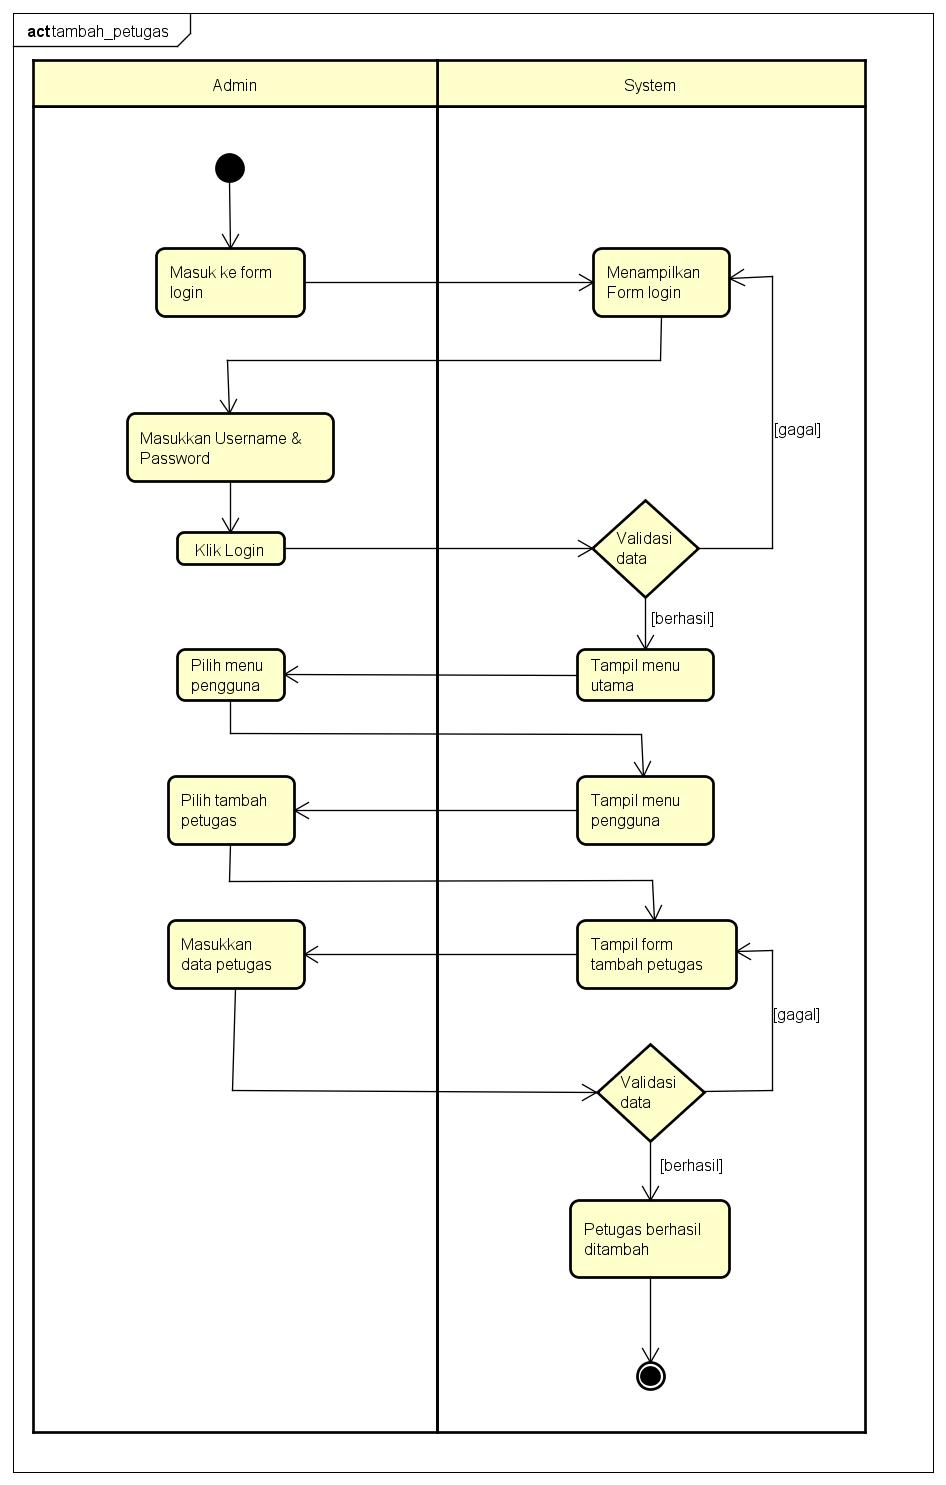 act tambah_petugas
Admin
System
Masuk ke form
login
Menampilkan
Form login
[gagal]
Masukkan Username &
Password
Klik Login
Validasi
data
[berhasil]
Pilih menu
pengguna
Tampil menu
utama
Pilih tambah
petugas
Tampil menu
pengguna
Masukkan
data petugas
Tampil form
tambah petugas
[gagal]
Validasi
data
[berhasil]
Petugas berhasil
ditambah